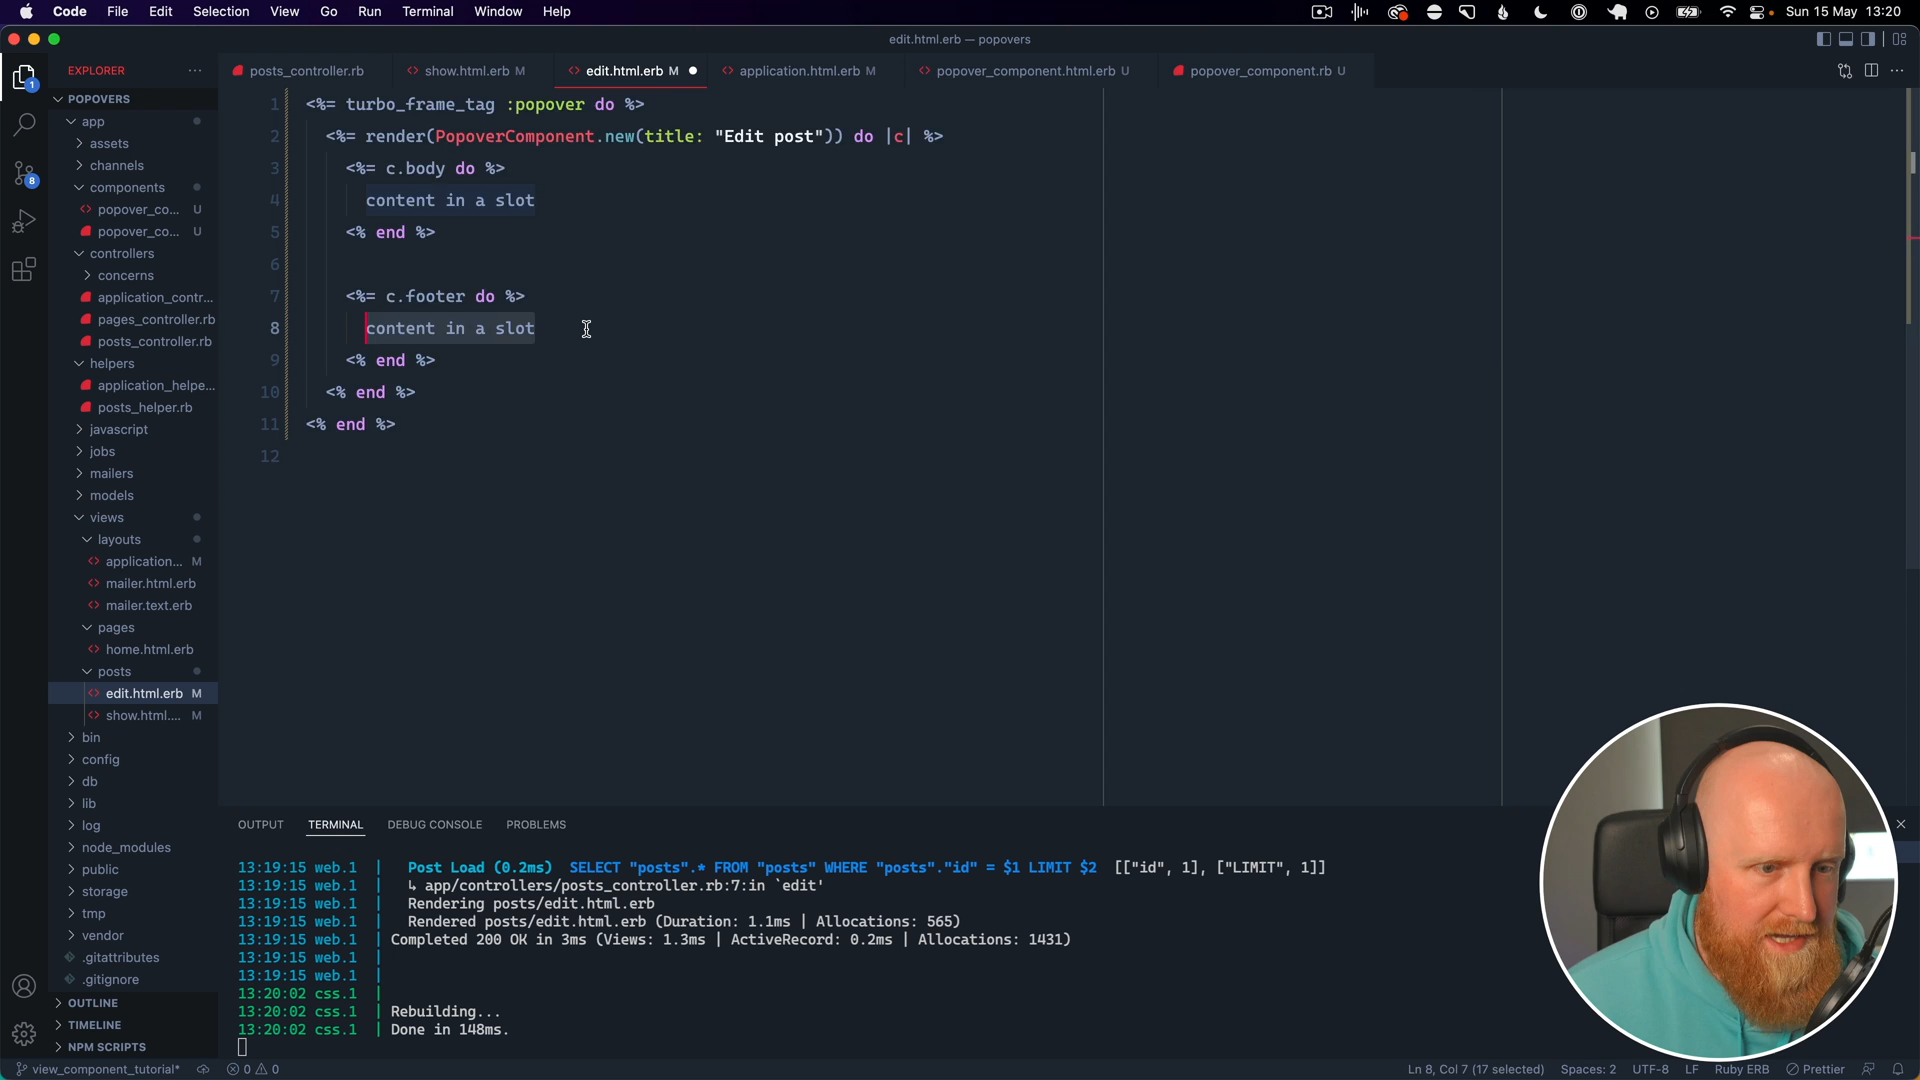 Code File Edit Selection View Go Run Terminal Window Help Sun 15 May 13:20
edit.html.erb — popovers
EXPLORER
posts_controller.rb show.html.erb M edit.html.erb M application.html.erb M popover_component.html.erb U popover_component.rb U
POPOVERS
app
assets
channels
components
popover_co... U
popover_co... U
controllers
concerns
application_contr...
pages_controller.rb
posts_controller.rb
helpers
application_helpe...
posts_helper.rb
javascript
jobs
mailers
models
views
layouts
application... M
mailer.html.erb
mailer.text.erb
pages
home.html.erb
posts
edit.html.erb M
show.html.... M
bin
config
db
lib
log
node_modules
public
storage
tmp
vendor
.gitattributes
.gitignore
OUTLINE
TIMELINE
NPM SCRIPTS
1
8
1 <%= turbo_frame_tag :popover do %>
2 <%= render(PopoverComponent.new(title: "Edit post")) do |c| %>
3 <%= c.body do %>
4 content in a slot
5 <% end %>
6
7 <%= c.footer do %>
8 content in a slot
9 <% end %>
10 <% end %>
11 <% end %>
12
OUTPUT TERMINAL DEBUG CONSOLE PROBLEMS
13:19:15 web.1 | Post Load (0.2ms) SELECT "posts".* FROM "posts" WHERE "posts"."id" = $1 LIMIT $2 [["id", 1], ["LIMIT", 1]]
13:19:15 web.1 | ↳ app/controllers/posts_controller.rb:7:in `edit'
13:19:15 web.1 | Rendering posts/edit.html.erb
13:19:15 web.1 | Rendered posts/edit.html.erb (Duration: 1.1ms | Allocations: 565)
13:19:15 web.1 | Completed 200 OK in 3ms (Views: 1.3ms | ActiveRecord: 0.2ms | Allocations: 1431)
13:19:15 web.1 |
13:19:15 web.1 |
13:20:02 css.1 |
13:20:02 css.1 | Rebuilding...
13:20:02 css.1 | Done in 148ms.
view_component_tutorial* 0 0 Ln 8, Col 7 (17 selected) Spaces: 2 UTF-8 LF Ruby ERB Prettier